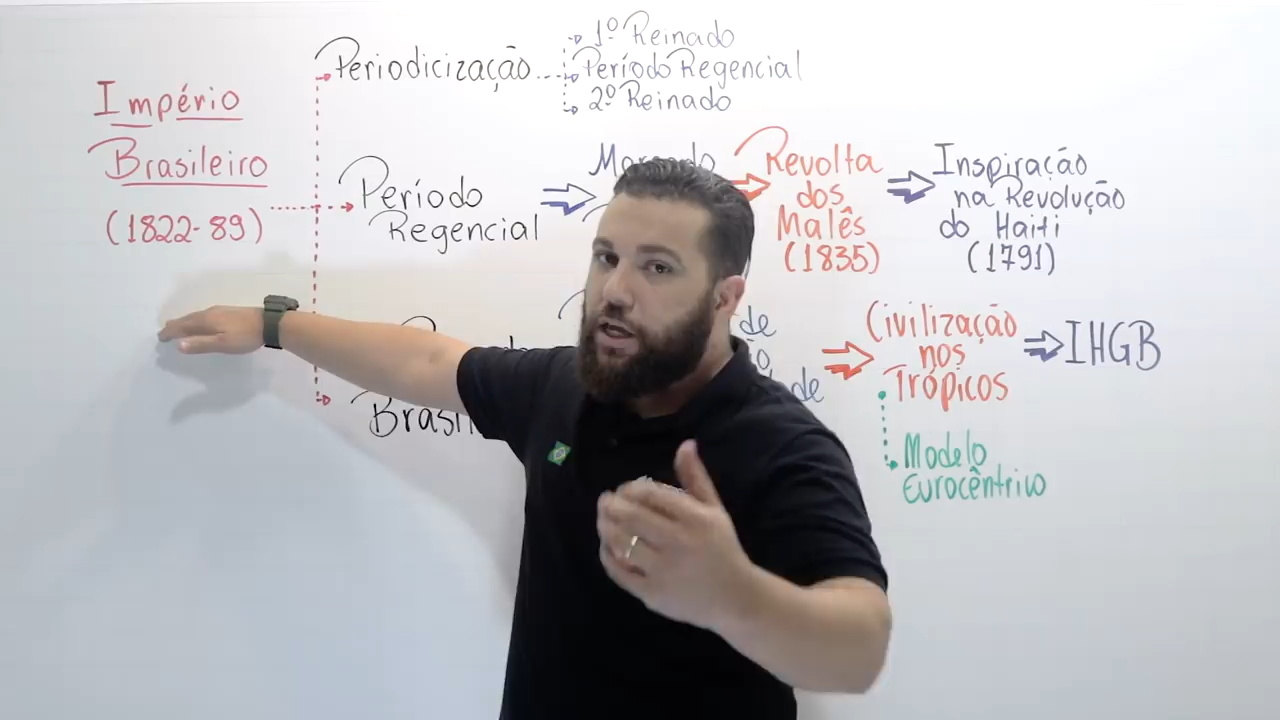 Império
Brasileiro
(1822-89)
Periodicização
1º Reinado
Período Regencial
2º Reinado
Período
Regencial
Revolta
dos
Malês
(1835)
Inspiração
na Revolução
do Haiti
(1791)
de
Civilização
nos
Trópicos
IHGB
Modelo
Eurocêntrico